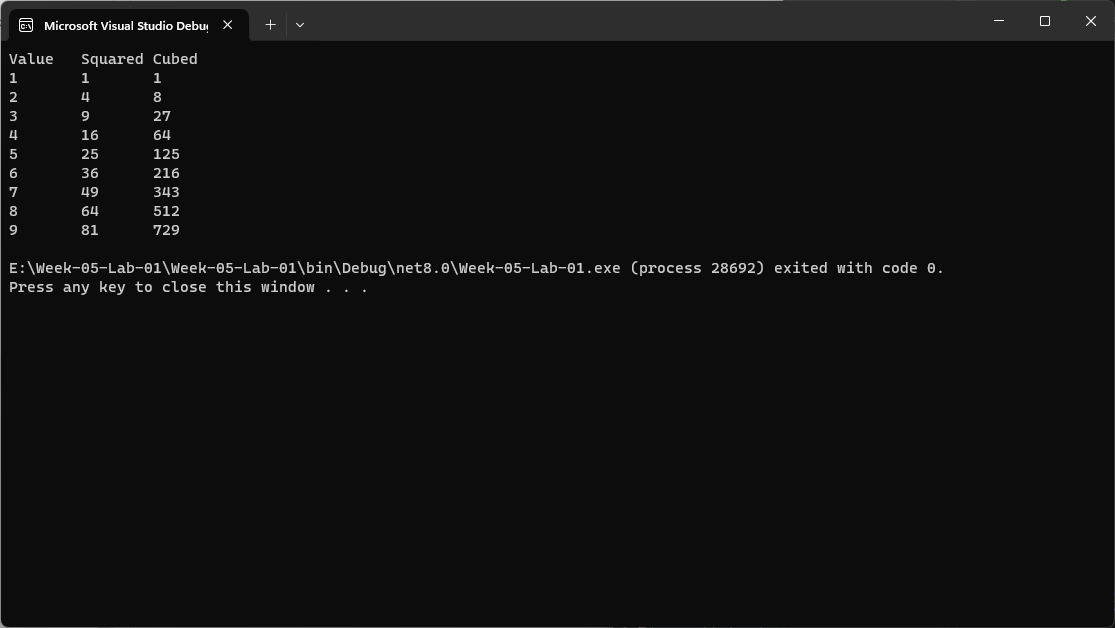 Microsoft Visual Studio Debug
Value Squared Cubed
1 1 1
2 4 8
3 9 27
4 16 64
5 25 125
6 36 216
7 49 343
8 64 512
9 81 729
E:\Week-05-Lab-01\Week-05-Lab-01\bin\Debug\net8.0\Week-05-Lab-01.exe (process 28692) exited with code 0.
Press any key to close this window . . .